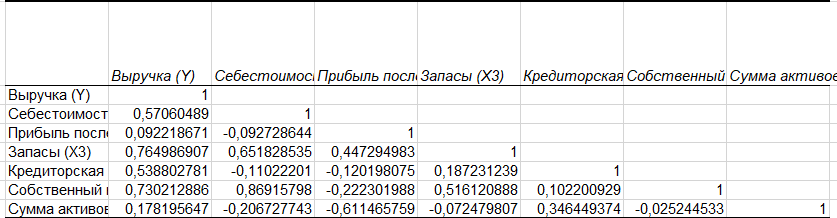 Выручка (Y) Себестоимос Прибыль посл Запасы (X3) Кредиторская Собственный Сумма активов
Выручка (Y) 1
Себестоимост 0,57060489 1
Прибыль посл 0,092218671 -0,092728644 1
Запасы (X3) 0,764986907 0,651828535 0,447294983 1
Кредиторская 0,538802781 -0,11022201 -0,120198075 0,187231239 1
Собственный 0,730212886 0,86915798 -0,222301988 0,516120888 0,102200929 1
Сумма активов 0,178195647 -0,206727743 -0,611465759 -0,072479807 0,346449374 -0,025244533 1